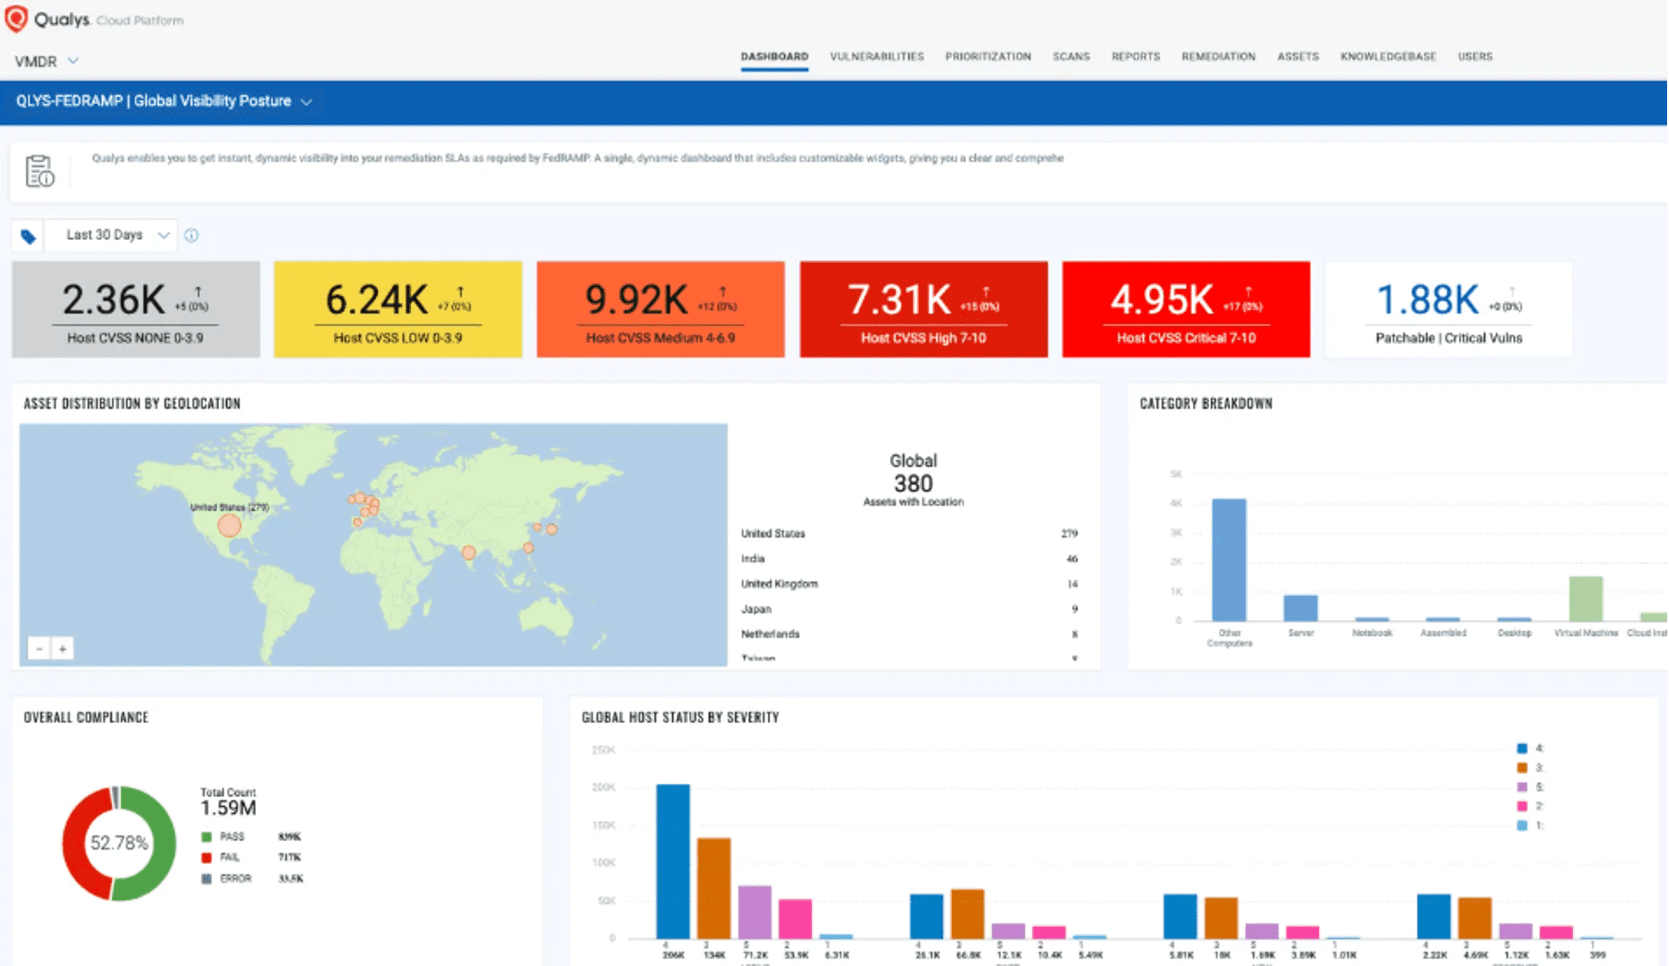 Qualys. Cloud Platform
VMDR
DASHBOARD VULNERABILITIES PRIORITIZATION SCANS REPORTS REMEDIATION ASSETS KNOWLEDGEBASE USERS
QLYS-FEDRAMP | Global Visibility Posture
Qualys enables you to get instant, dynamic visibility into your remediation SLAs as required by FedRAMP. A single, dynamic dashboard that includes customizable widgets, giving you a clear and comprehe
Last 30 Days
2.36K ↑ +5 (0%)
Host CVSS NONE 0-3.9
6.24K ↑ +7 (0%)
Host CVSS LOW 0-3.9
9.92K ↑ +12 (0%)
Host CVSS Medium 4-6.9
7.31K ↑ +15 (0%)
Host CVSS High 7-10
4.95K ↑ +17 (0%)
Host CVSS Critical 7-10
1.88K ↑ +0 (0%)
Patchable | Critical Vulns
ASSET DISTRIBUTION BY GEOLOCATION
United States (279)
- +
Global
380
Assets with Location
United States 279
India 46
United Kingdom 14
Japan 9
Netherlands 8
Taiwan
CATEGORY BREAKDOWN
5K
4K
3K
2K
1K
0
Other Computers Server Notebook Assembled Desktop Virtual Machine Cloud Inst
OVERALL COMPLIANCE
52.78%
Total Count
1.59M
PASS 839K
FAIL 717K
ERROR 33.5K
GLOBAL HOST STATUS BY SEVERITY
250K
200K
150K
100K
50K
0
4:
3:
5:
2:
1:
4 3 5 2 1 4 3 5 2 1 4 3 5 2 1 4 3 5 2 1
206K 134K 71.2K 53.9K 6.31K 26.1K 66.8K 12.1K 10.4K 5.49K 5.81K 18K 1.69K 3.89K 1.01K 2.22K 4.69K 1.12K 1.63K 399